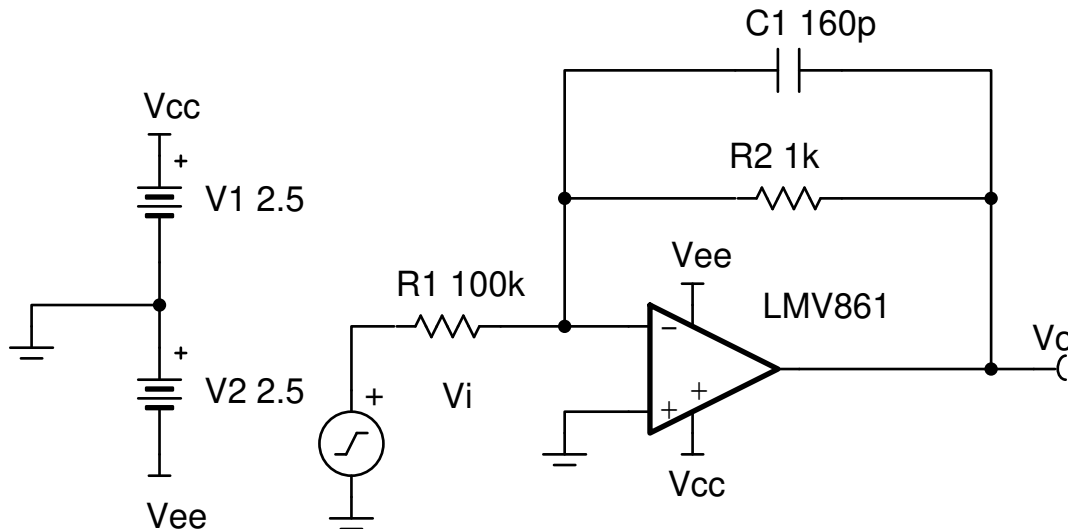 C1 160p
Vcc
+
V1 2.5
R2 1k
Vee
R1 100k
LMV861
−
+
V2 2.5
+
Vi
+
+
Vcc
Vee